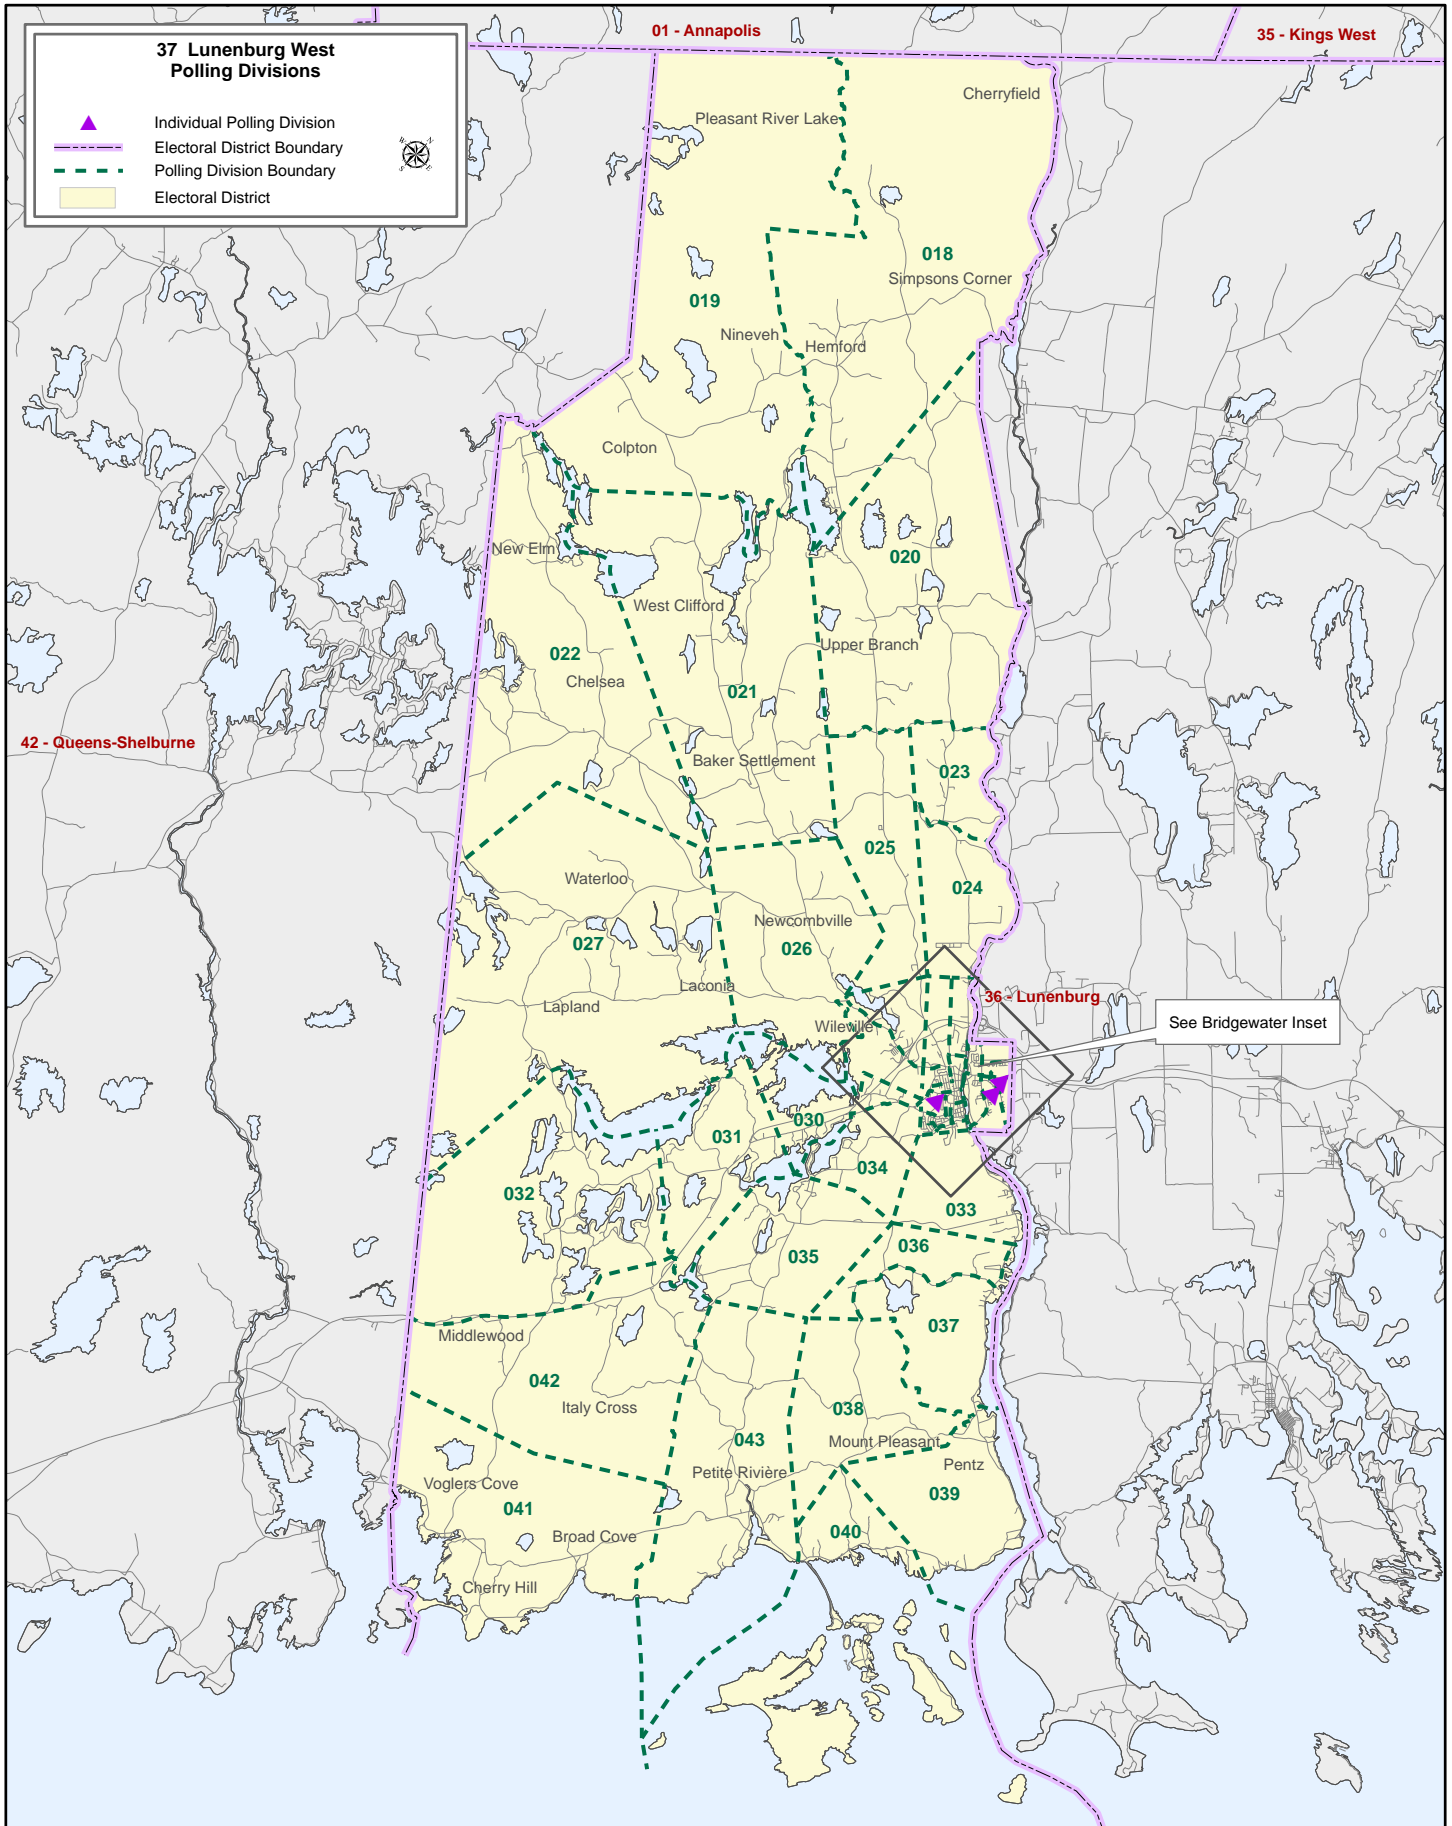 01 - Annapolis
35 - Kings West
37 Lunenburg West
Polling Divisions
Individual Polling Division
Electoral District Boundary
Polling Division Boundary
Electoral District
Cherryfield
Pleasant River Lake
018
Simpsons Corner
019
Nineveh
Hemford
Colpton
New Elm
020
West Clifford
Upper Branch
022
Chelsea
021
42 - Queens-Shelburne
Baker Settlement
023
025
Waterloo
024
Newcombville
027
026
Laconia
Lapland
36 - Lunenburg
See Bridgewater Inset
Wileville
030
031
034
032
033
036
035
037
Middlewood
042
Italy Cross
038
043
Mount Pleasant
Petite Rivière
Pentz
Voglers Cove
039
041
040
Broad Cove
Cherry Hill